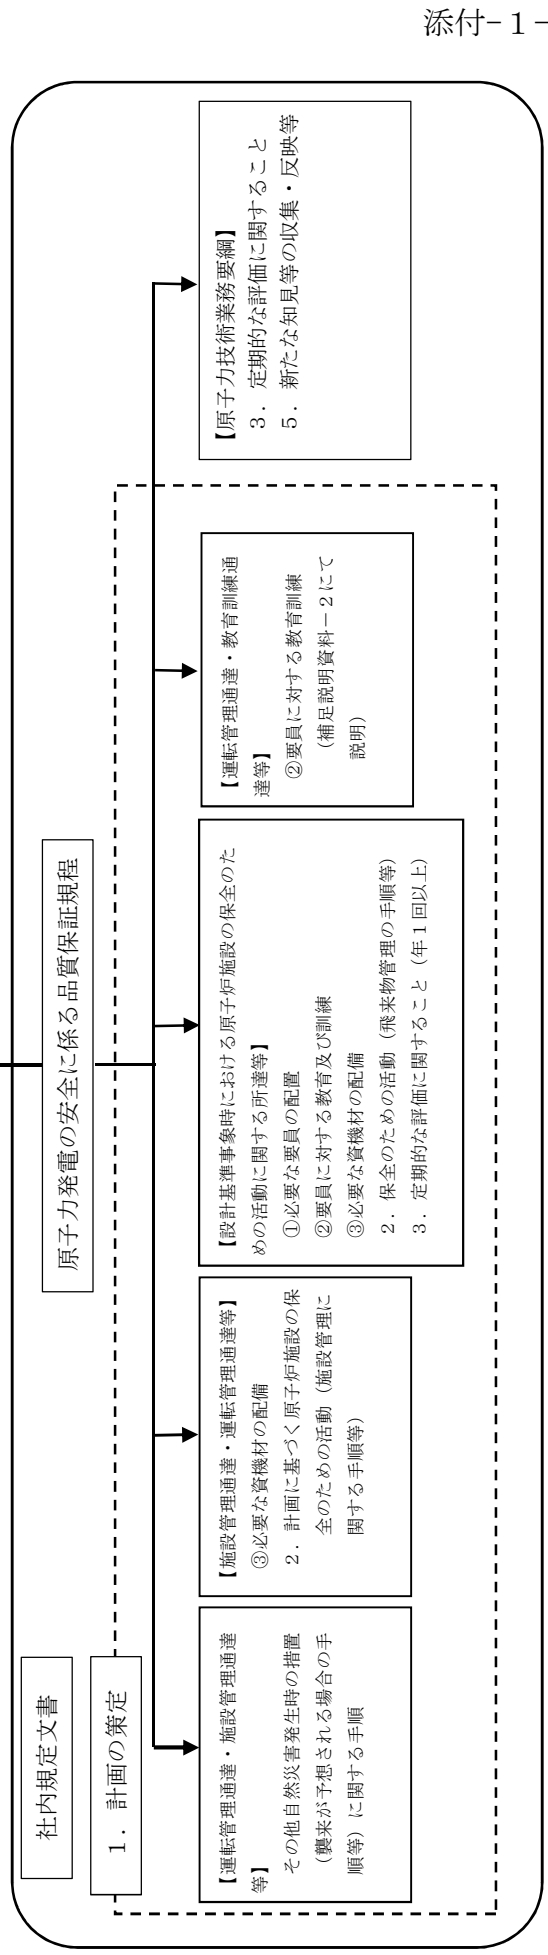 添付-１-
社内規定文書
原子力発電の安全に係る品質保証規程
１．計画の策定
【運転管理通達・施設管理通達
等】
その他自然災害発生時の措置
（襲来が予想される場合の手
順等）に関する手順
【施設管理通達・運転管理通達等】
③必要な資機材の配備
２．計画に基づく原子炉施設の保
全のための活動（施設管理に
関する手順等）
【設計基準事象時における原子炉施設の保全のた
めの活動に関する所達等】
①必要な要員の配置
②要員に対する教育及び訓練
③必要な資機材の配備
２．保全のための活動（飛来物管理の手順等）
３．定期的な評価に関すること（年１回以上）
【運転管理通達・教育訓練通
達等】
②要員に対する教育訓練
（補足説明資料－２にて
説明）
【原子力技術業務要綱】
３．定期的な評価に関すること
５．新たな知見等の収集・反映等